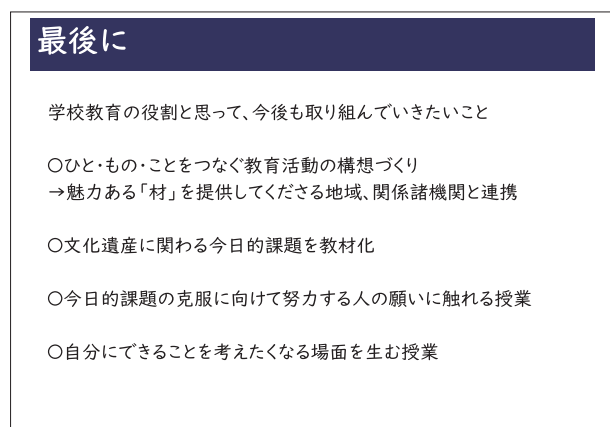 最後に
学校教育の役割と思って、今後も取り組んでいきたいこと
〇ひと・もの・ことをつなぐ教育活動の構想づくり
→魅力ある「材」を提供してくださる地域、関係諸機関と連携
〇文化遺産に関わる今日的課題を教材化
〇今日的課題の克服に向けて努力する人の願いに触れる授業
〇自分にできることを考えたくなる場面を生む授業